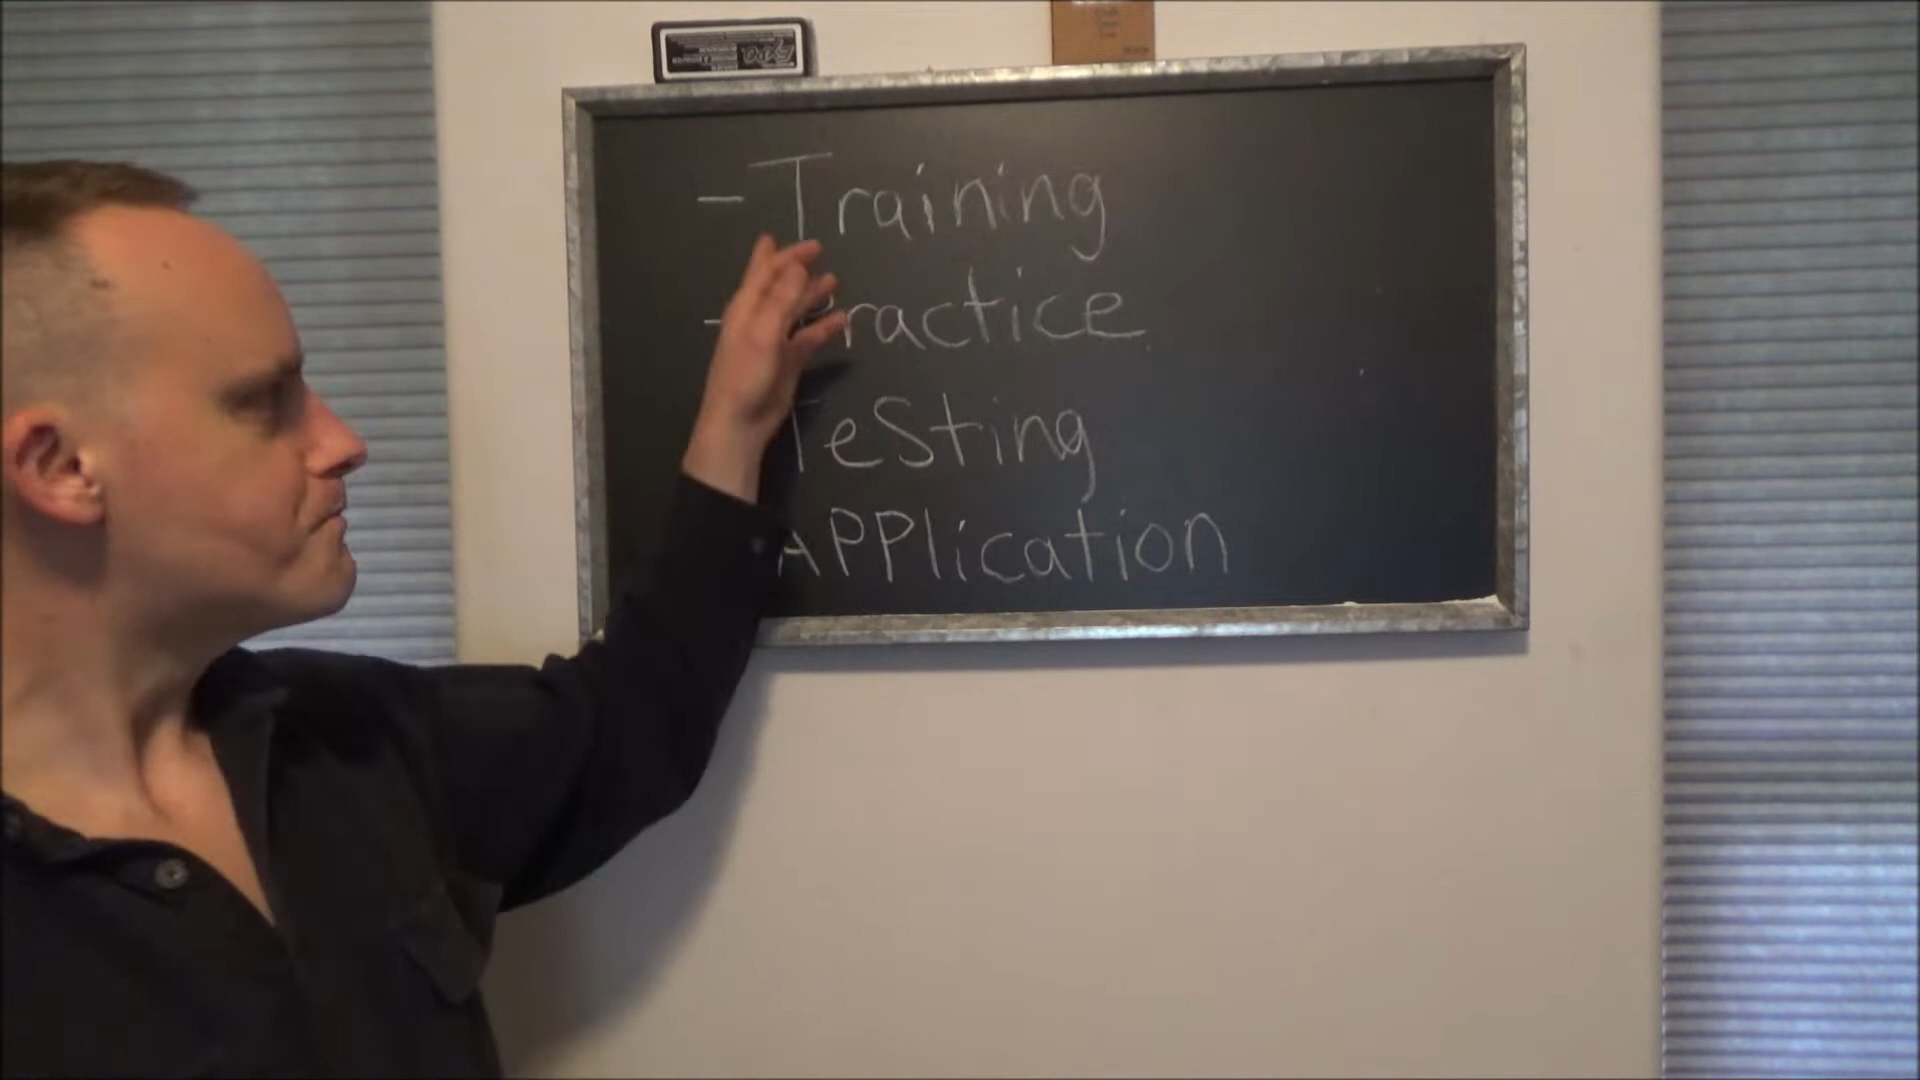 - Training
- Practice
Testing
APPlication